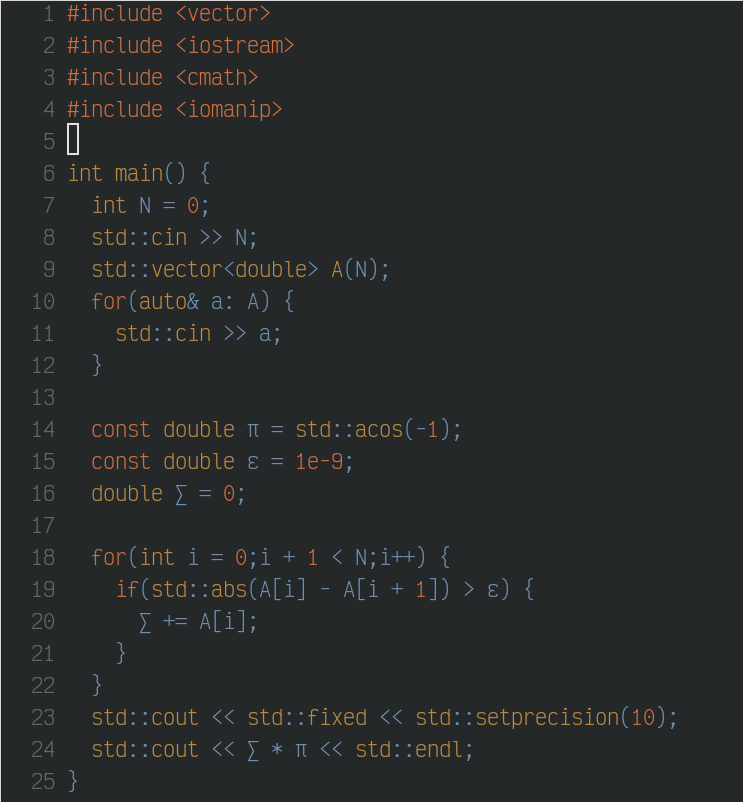 1 #include <vector>
2 #include <iostream>
3 #include <cmath>
4 #include <iomanip>
5
6 int main() {
7   int N = 0;
8   std::cin >> N;
9   std::vector<double> A(N);
10   for(auto& a: A) {
11     std::cin >> a;
12   }
13
14   const double π = std::acos(-1);
15   const double ε = 1e-9;
16   double ∑ = 0;
17
18   for(int i = 0;i + 1 < N;i++) {
19     if(std::abs(A[i] - A[i + 1]) > ε) {
20       ∑ += A[i];
21     }
22   }
23   std::cout << std::fixed << std::setprecision(10);
24   std::cout << ∑ * π << std::endl;
25 }